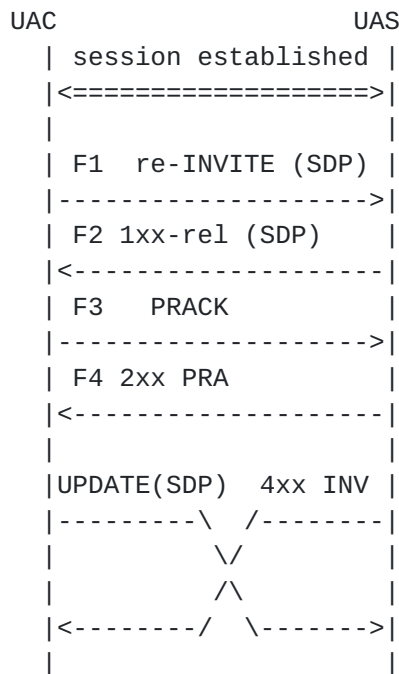 UAC UAS
session established
F1 re-INVITE (SDP)
F2 1xx-rel (SDP)
F3 PRACK
F4 2xx PRA
UPDATE(SDP) 4xx INV